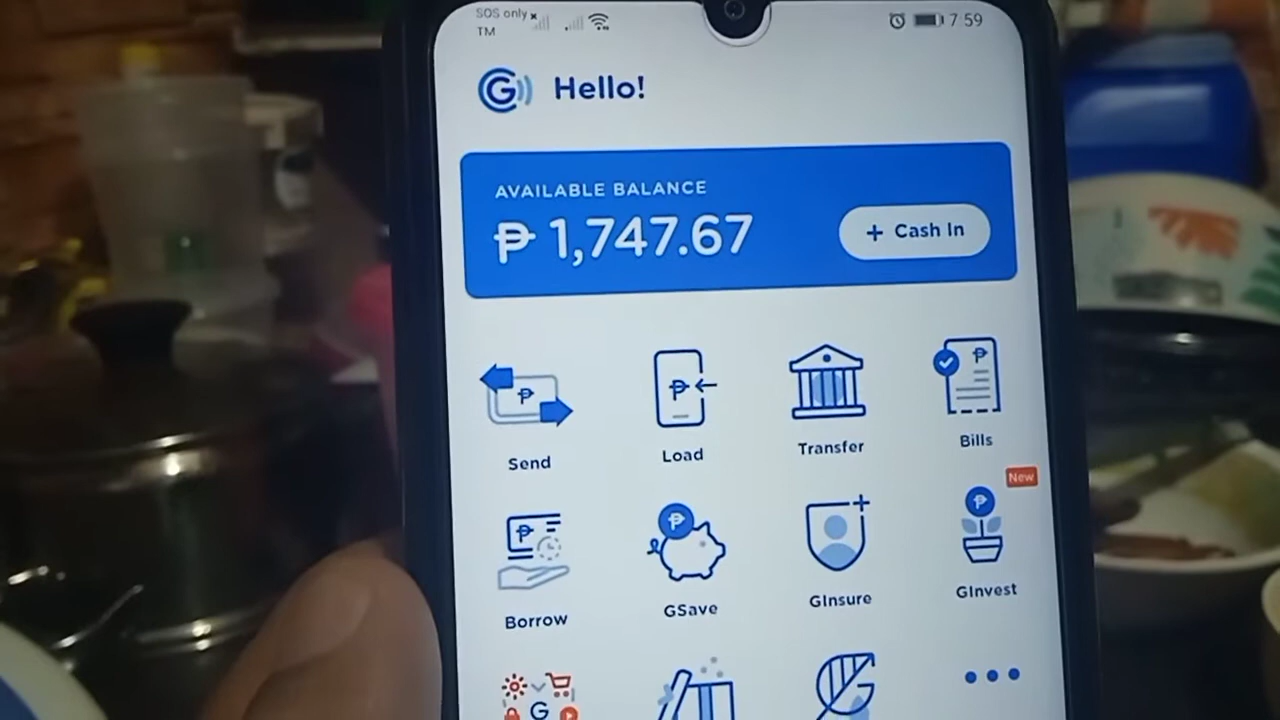 SOS only
TM
7:59
G Hello!
AVAILABLE BALANCE
₱ 1,747.67
+ Cash In
₱
₱
₱
Send
Load
Transfer
Bills
New
₱
₱
₱
Borrow
GSave
GInsure
GInvest
G